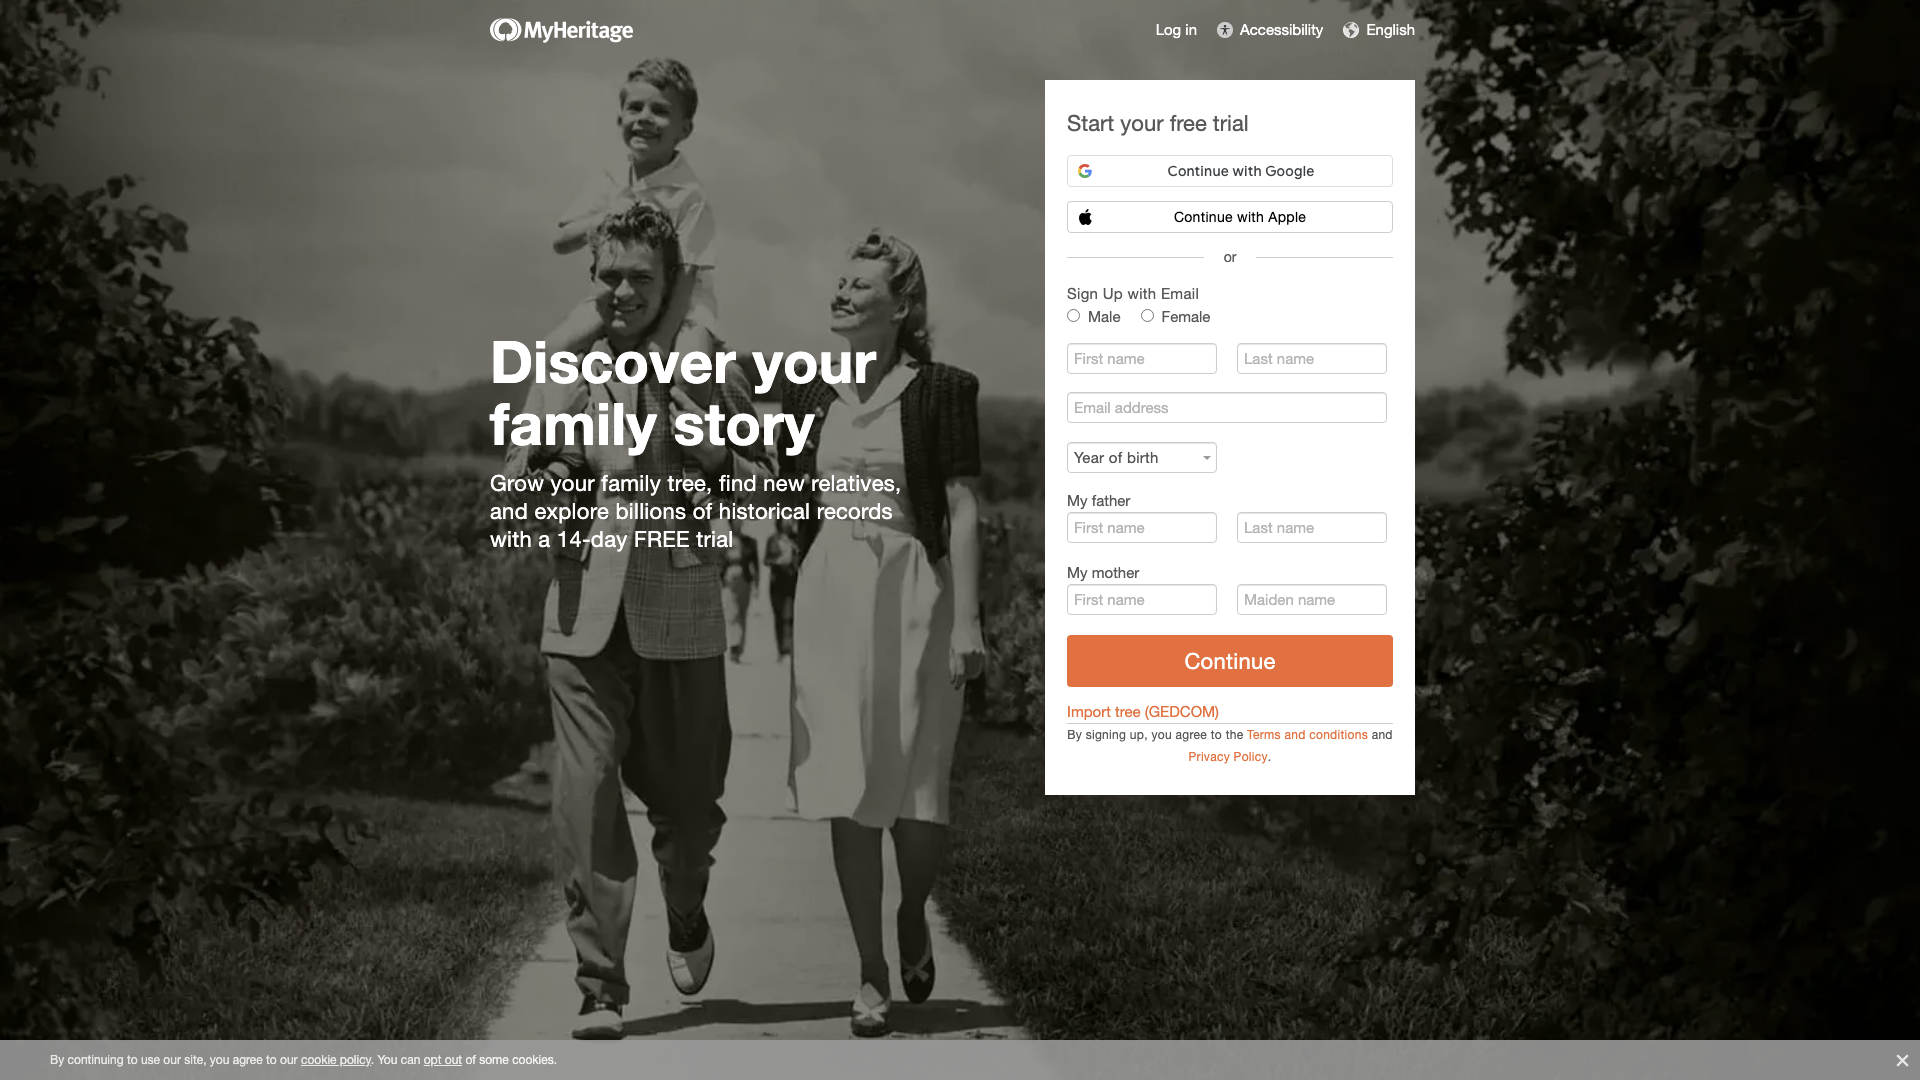 MyHeritage
Log in
Accessibility
English
Discover your
family story
Grow your family tree, find new relatives,
and explore billions of historical records
with a 14-day FREE trial
Start your free trial
Continue with Google
Continue with Apple
or
Sign Up with Email
Male Female
First name Last name
Email address
Year of birth
My father
First name Last name
My mother
First name Maiden name
Continue
Import tree (GEDCOM)
By signing up, you agree to the Terms and conditions and
Privacy Policy.
By continuing to use our site, you agree to our cookie policy. You can opt out of some cookies.